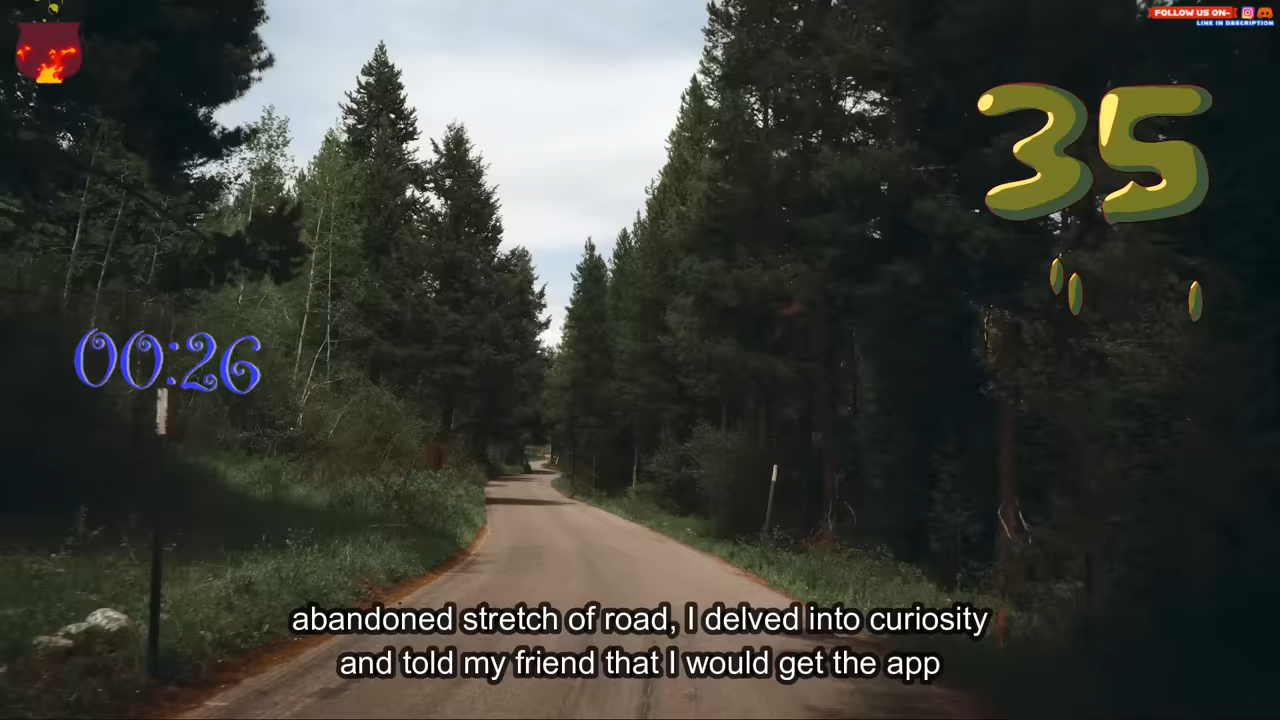 FOLLOW US ON-
LINK IN DESCRIPTION
35
00:26
abandoned stretch of road, I delved into curiosity
and told my friend that I would get the app